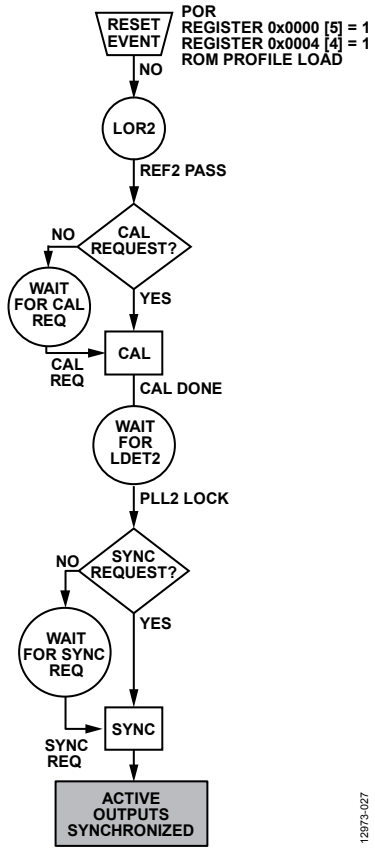 RESET
EVENT
POR
REGISTER 0x0000 [5] = 1
REGISTER 0x0004 [4] = 1
ROM PROFILE LOAD
NO
LOR2
REF2 PASS
CAL
REQUEST?
NO
WAIT
FOR CAL
REQ
YES
CAL
CAL
REQ
CAL DONE
WAIT
FOR
LDET2
PLL2 LOCK
SYNC
REQUEST?
NO
YES
WAIT
FOR SYNC
REQ
SYNC
SYNC
REQ
ACTIVE
OUTPUTS
SYNCHRONIZED
12973-027